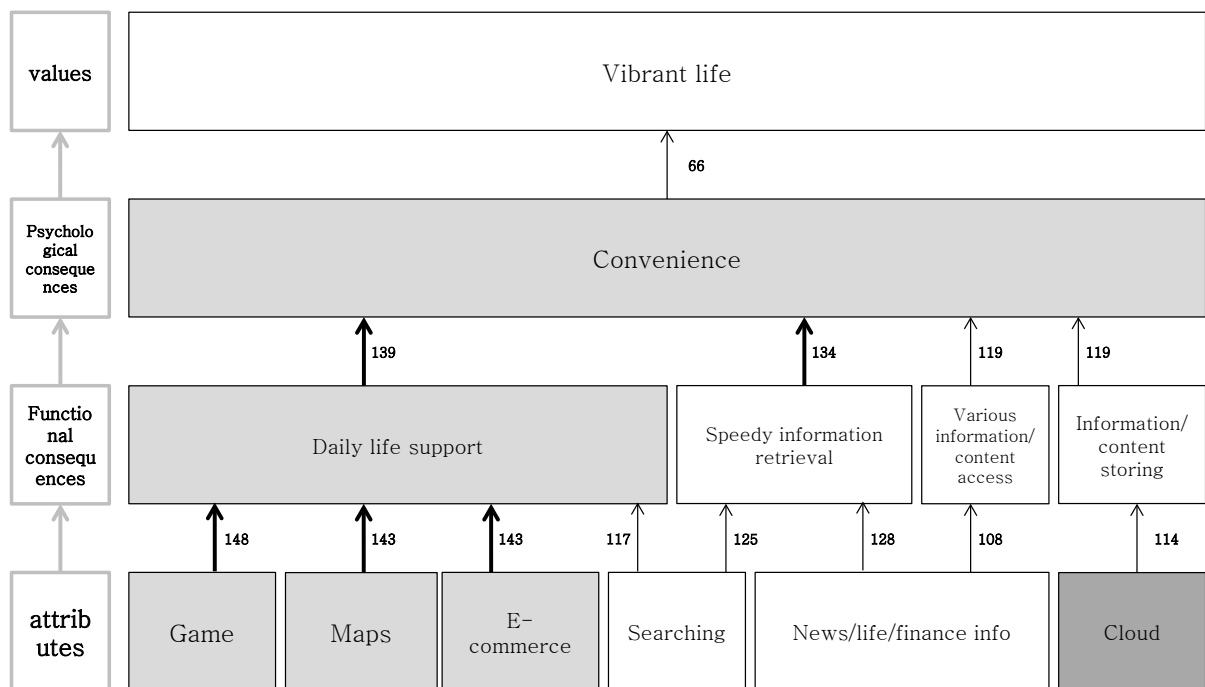 values
Vibrant life
66
Psycholo
gical
conseque
nces
Convenience
139
134
119
119
Functio
nal
consequ
ences
Daily life support
Speedy information
retrieval
Various
information/
content
access
Information/
content
storing
148
143
143
117
125
128
108
114
attrib
utes
Game
Maps
E-
commerce
Searching
News/life/finance info
Cloud